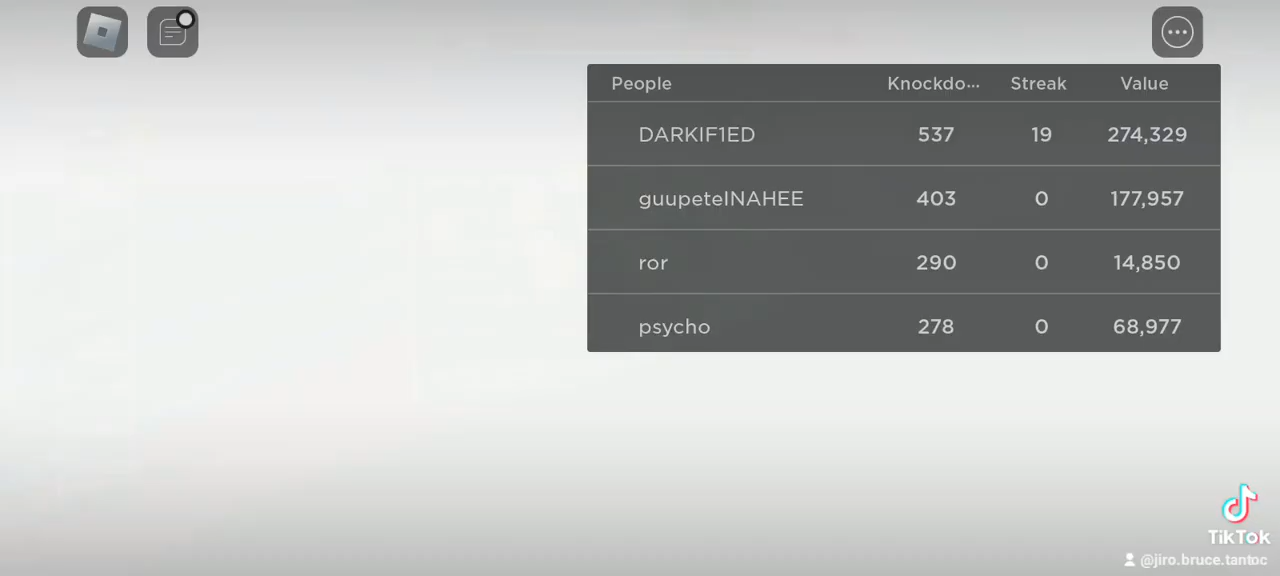 People Knockdo... Streak Value
DARKIF1ED 537 19 274,329
guupeteINAHEE 403 0 177,957
ror 290 0 14,850
psycho 278 0 68,977
TikTok
@jiro.bruce.tantoc